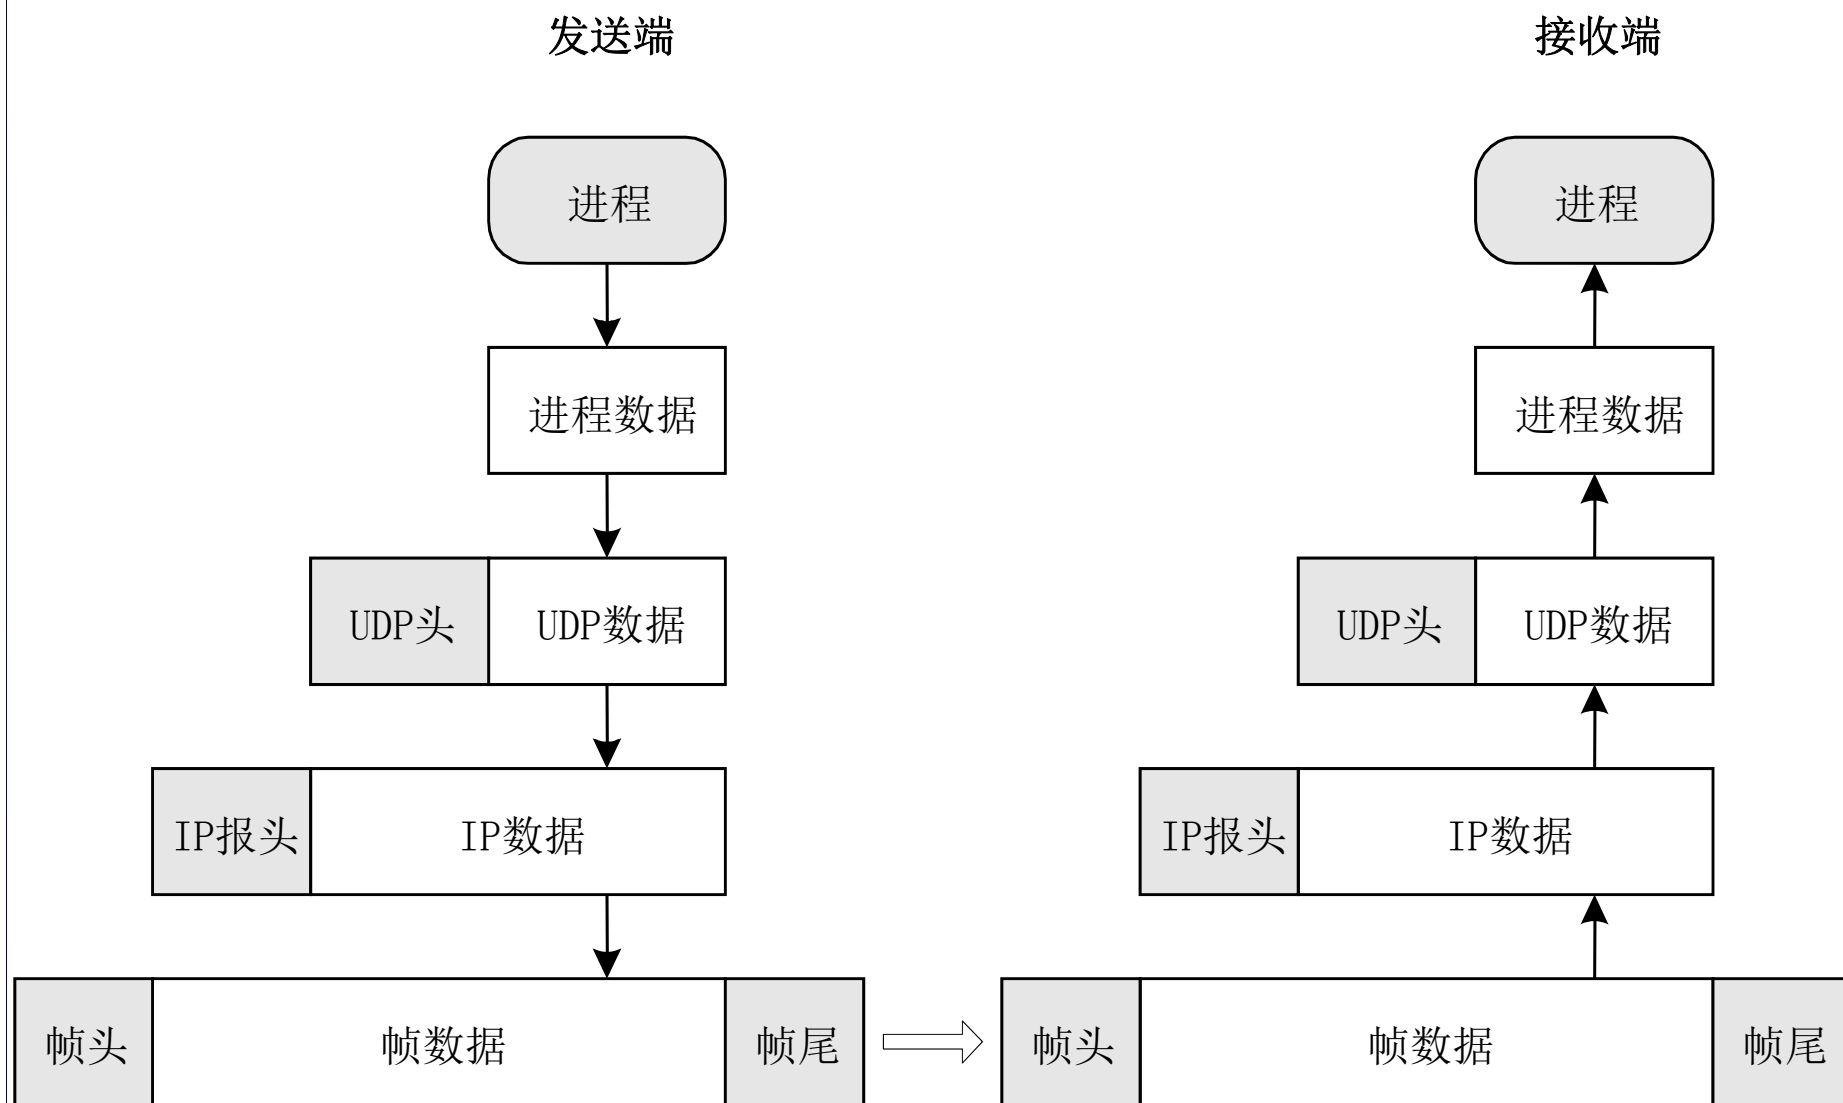 发送端 接收端
进程 进程
进程数据 进程数据
UDP头 UDP数据 UDP头 UDP数据
IP报头 IP数据 IP报头 IP数据
帧头 帧数据 帧尾 帧头 帧数据 帧尾